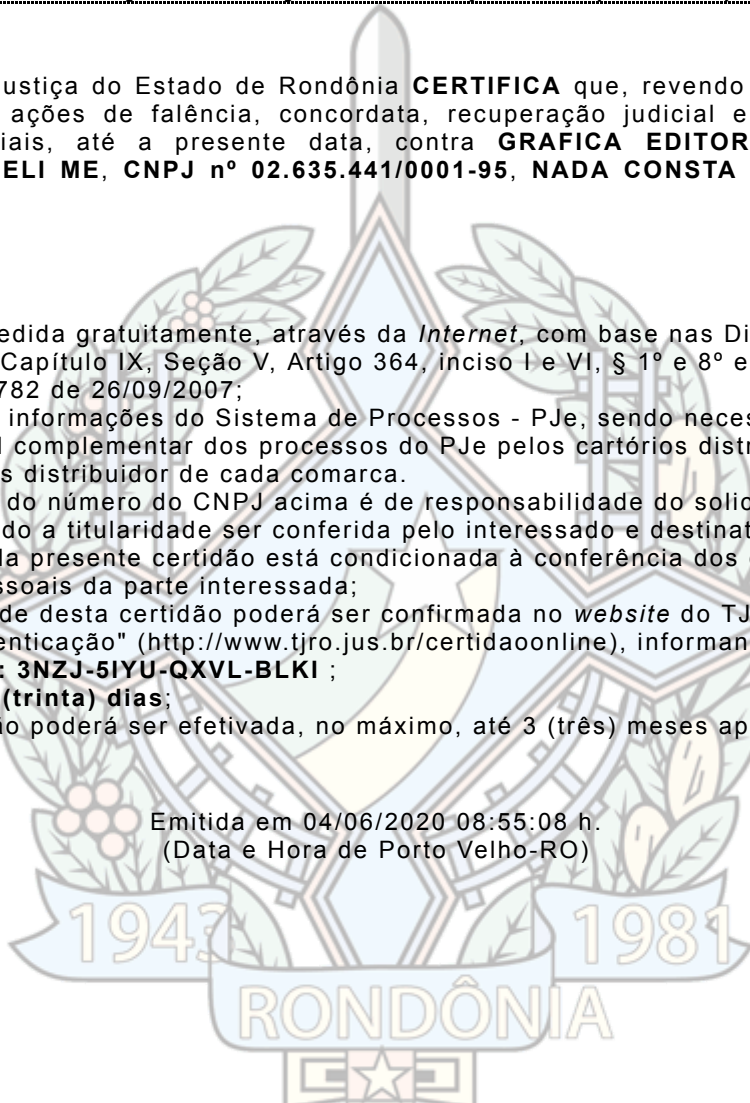 ustiça do Estado de Rondônia CERTIFICA que, revendo
ações de falência, concordata, recuperação judicial e
iais, até a presente data, contra GRAFICA EDITOR
ELI ME, CNPJ nº 02.635.441/0001-95, NADA CONSTA
edida gratuitamente, através da Internet, com base nas Di
Capítulo IX, Seção V, Artigo 364, inciso I e VI, § 1º e 8º e
782 de 26/09/2007;
informações do Sistema de Processos - PJe, sendo neces
l complementar dos processos do PJe pelos cartórios distr
s distribuidor de cada comarca.
do número do CNPJ acima é de responsabilidade do solic
do a titularidade ser conferida pelo interessado e destinat
la presente certidão está condicionada à conferência dos
ssoais da parte interessada;
de desta certidão poderá ser confirmada no website do TJ
enticação" (http://www.tjro.jus.br/certidaoonline), informan
: 3NZJ-5IYU-QXVL-BLKI ;
(trinta) dias;
ão poderá ser efetivada, no máximo, até 3 (três) meses ap
Emitida em 04/06/2020 08:55:08 h.
(Data e Hora de Porto Velho-RO)
1943 1981
RONDÔNIA